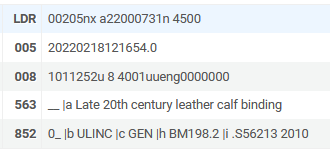 LDR 00205nx a22000731n 4500
005 20220218121654.0
008 1011252u 8 4001uueng0000000
563 __ |a Late 20th century leather calf binding
852 0_ |b ULINC |c GEN |h BM198.2 |i .S56213 2010